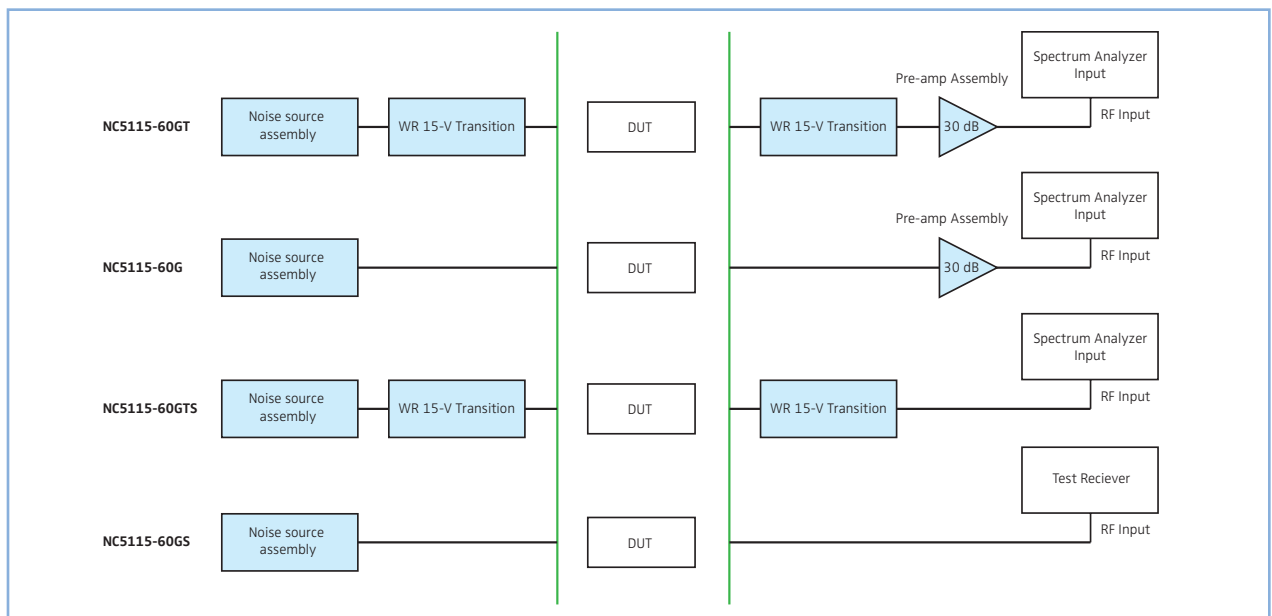 Spectrum Analyzer
Input
Pre-amp Assembly
NC5115-60GT
Noise source
assembly
WR 15-V Transition
DUT
WR 15-V Transition
30 dB
RF Input
Spectrum Analyzer
Input
Pre-amp Assembly
NC5115-60G
Noise source
assembly
DUT
30 dB
RF Input
Spectrum Analyzer
Input
NC5115-60GTS
Noise source
assembly
WR 15-V Transition
DUT
WR 15-V Transition
RF Input
Test Reciever
NC5115-60GS
Noise source
assembly
DUT
RF Input